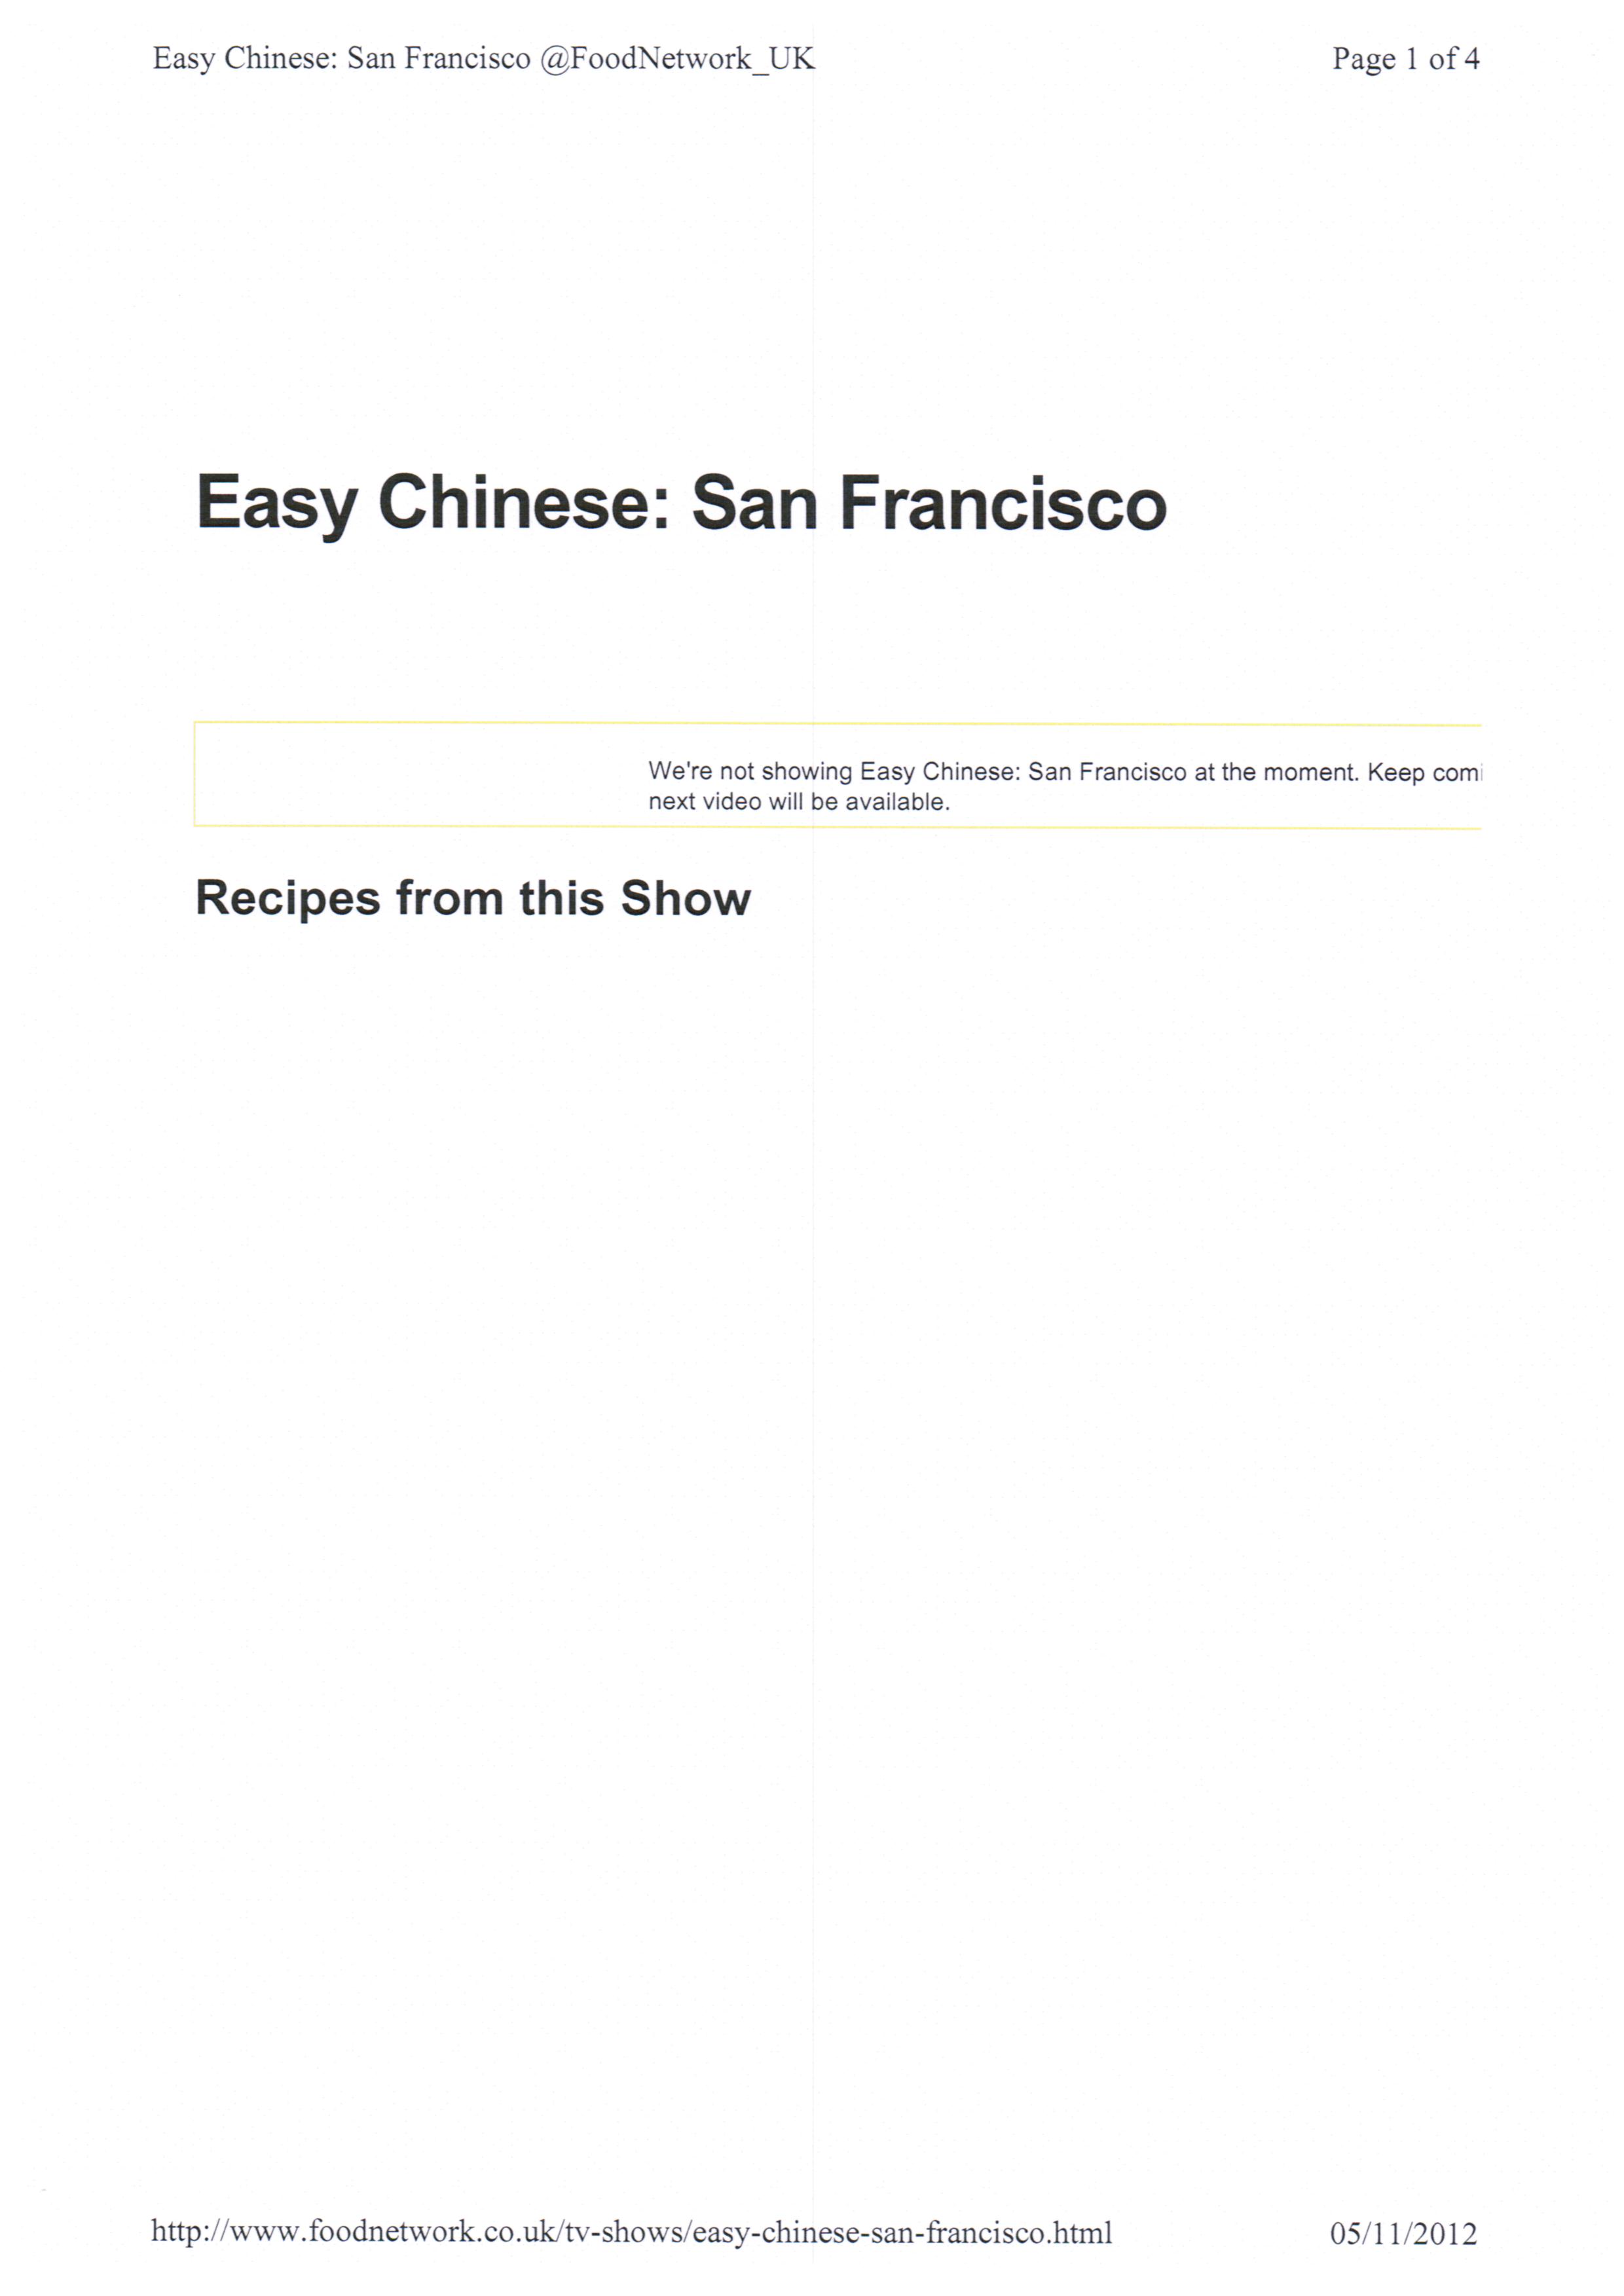 Easy Chinese: San Francisco @FoodNetwork_UK Page 1 of 4
Easy Chinese: San Francisco
We're not showing Easy Chinese: San Francisco at the moment. Keep comi
next video will be available.
Recipes from this Show
http://www.foodnetwork.co.uk/tv-shows/easy-chinese-san-francisco.html 05/11/2012